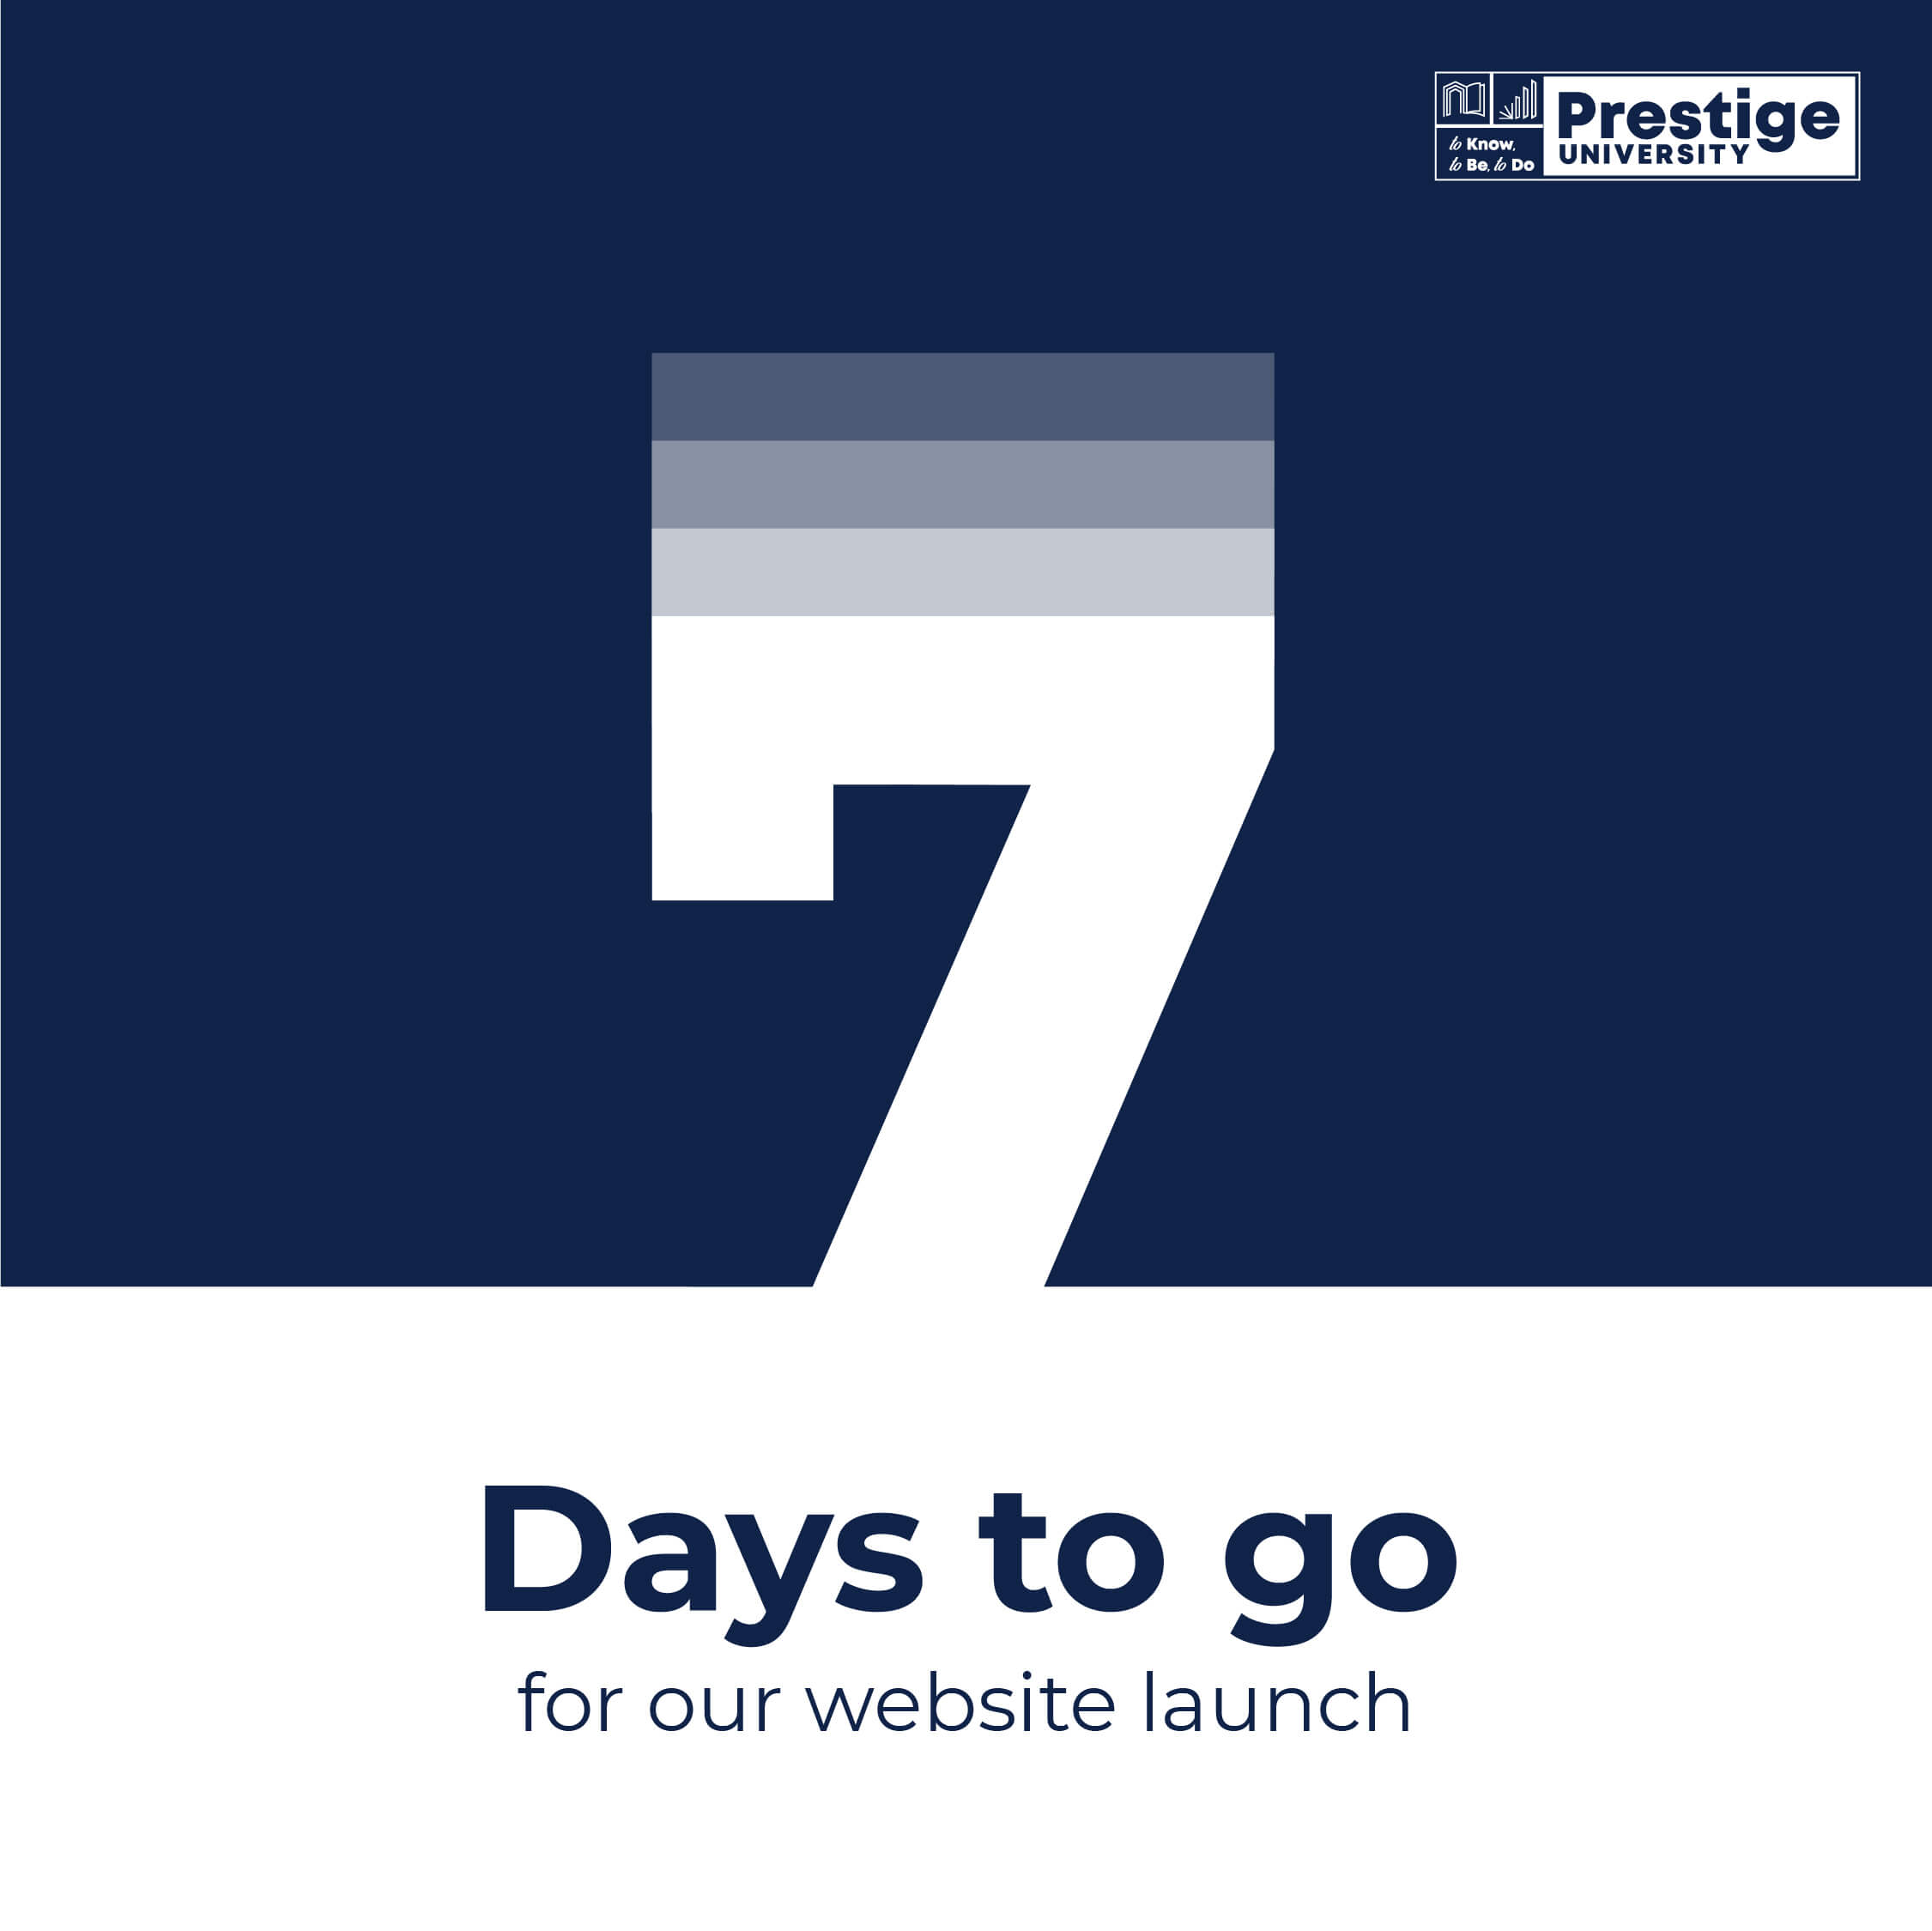 to Know,
to Be, to Do
Prestige
UNIVERSITY
7
Days to go
for our website launch